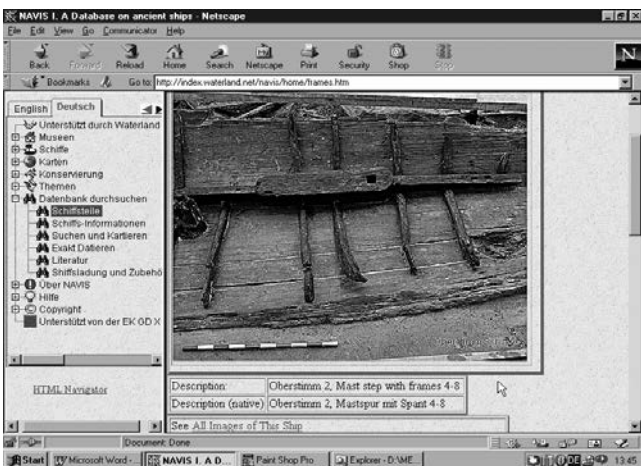 NAVIS I. A Database on ancient ships - Netscape
File Edit View Go Communicator Help
Back Forward Reload Home Search Netscape Print Security Shop Stop
Bookmarks Go to: http://index.waterland.net/navis/home/frames.htm
English Deutsch
Unterstützt durch Waterland
Museen
Schiffe
Karten
Konservierung
Themen
Datenbank durchsuchen
Schiffsteile
Schiffs-Informationen
Suchen und Kartieren
Exakt Datieren
Literatur
Shiffsladung und Zubehö
Über NAVIS
Hilfe
Copyright
Unterstützt von der EK GD X
HTML Navigator
Description: Oberstimm 2, Mast step with frames 4-8
Description (native) Oberstimm 2, Mastspur mit Spant 4-8
See All Images of This Ship
Document: Done
Start Microsoft Word - NAVIS I. A D... Paint Shop Pro Explorer - D:\ME... DE 13:45